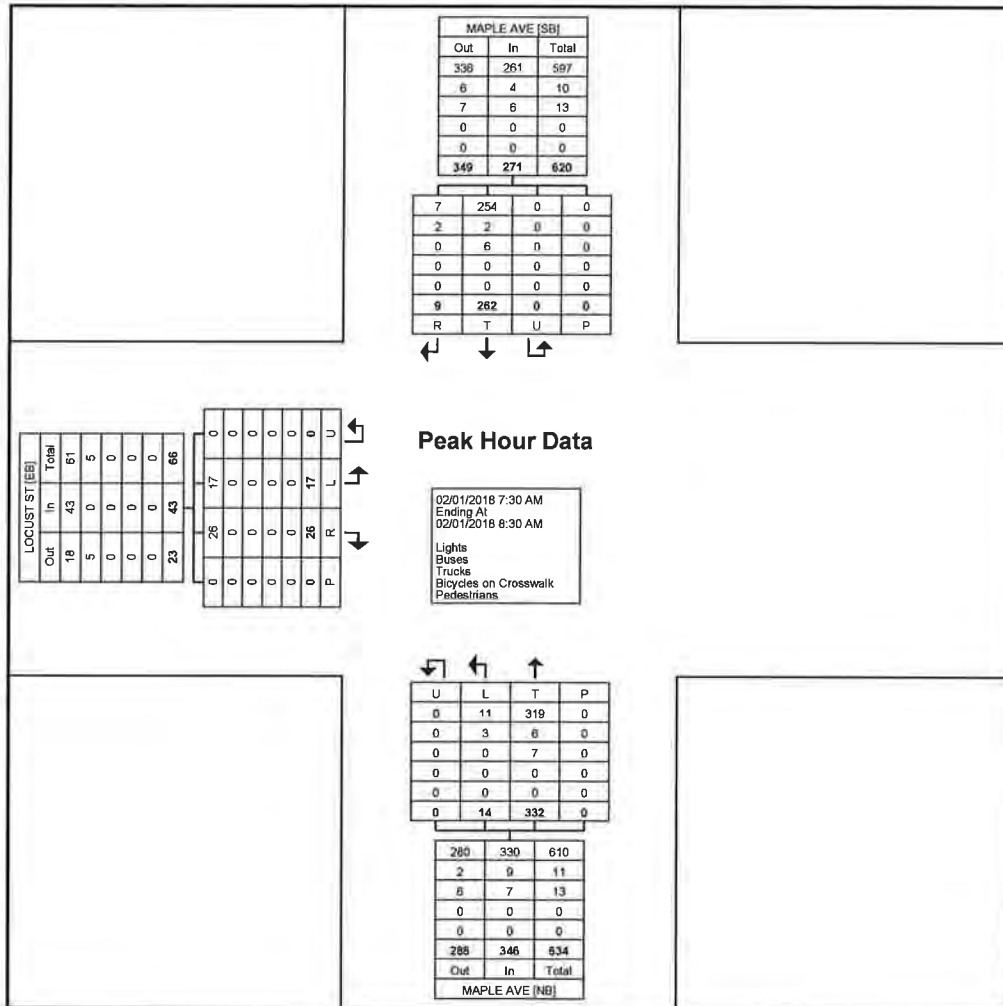 MAPLE AVE [SB]
Out In Total
336 261 597
6 4 10
7 6 13
0 0 0
0 0 0
349 271 620
7 254 0 0
2 2 0 0
0 6 0 0
0 0 0 0
0 0 0 0
9 262 0 0
R T U P
LOCUST ST [EB]
Out In Total
18 43 61
5 0 5
0 0 0
0 0 0
0 0 0
23 43 66
0 26 17 0
0 0 0 0
0 0 0 0
0 0 0 0
0 0 0 0
0 26 17 0
P R L U
Peak Hour Data
02/01/2018 7:30 AM
Ending At
02/01/2018 8:30 AM
Lights
Buses
Trucks
Bicycles on Crosswalk
Pedestrians
U L T P
0 11 319 0
0 3 6 0
0 0 7 0
0 0 0 0
0 0 0 0
0 14 332 0
280 330 610
2 9 11
6 7 13
0 0 0
0 0 0
288 346 634
Out In Total
MAPLE AVE [NB]